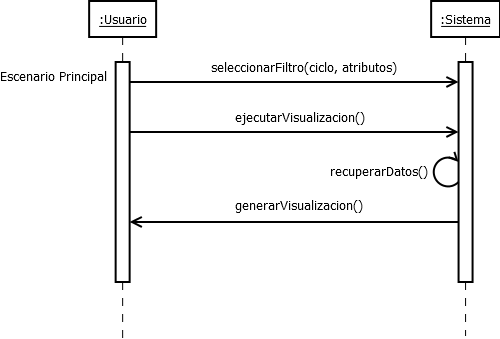 :Usuario
:Sistema
Escenario Principal
seleccionarFiltro(ciclo, atributos)
ejecutarVisualizacion()
recuperarDatos()
generarVisualizacion()